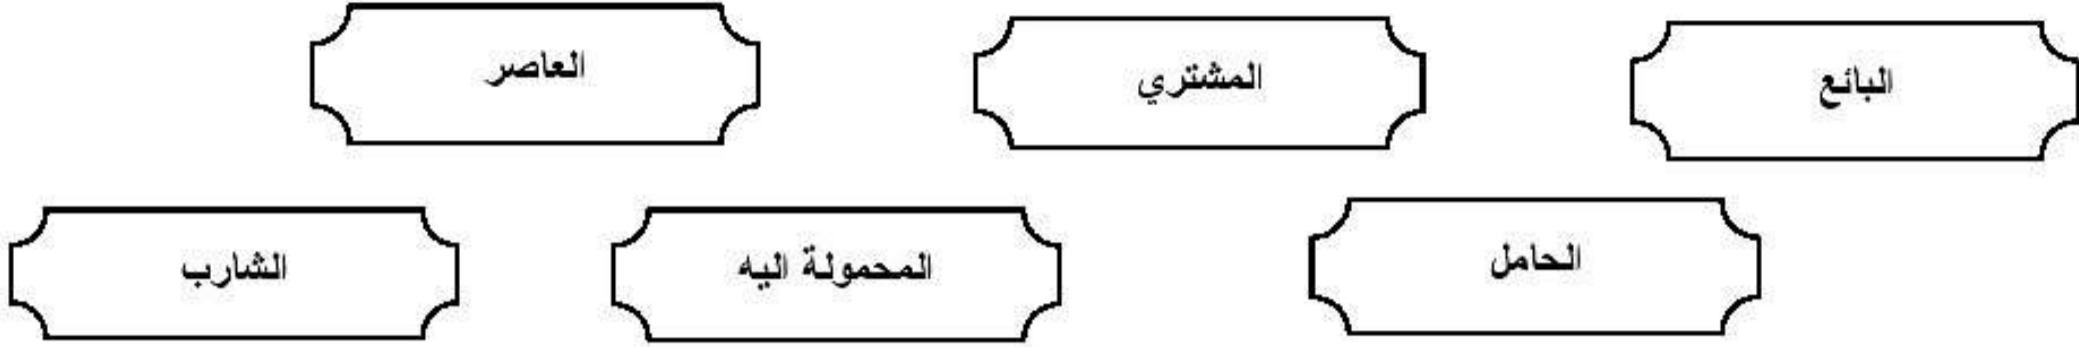 البائع
المشتري
العاصر
الحامل
المحمولة اليه
الشارب